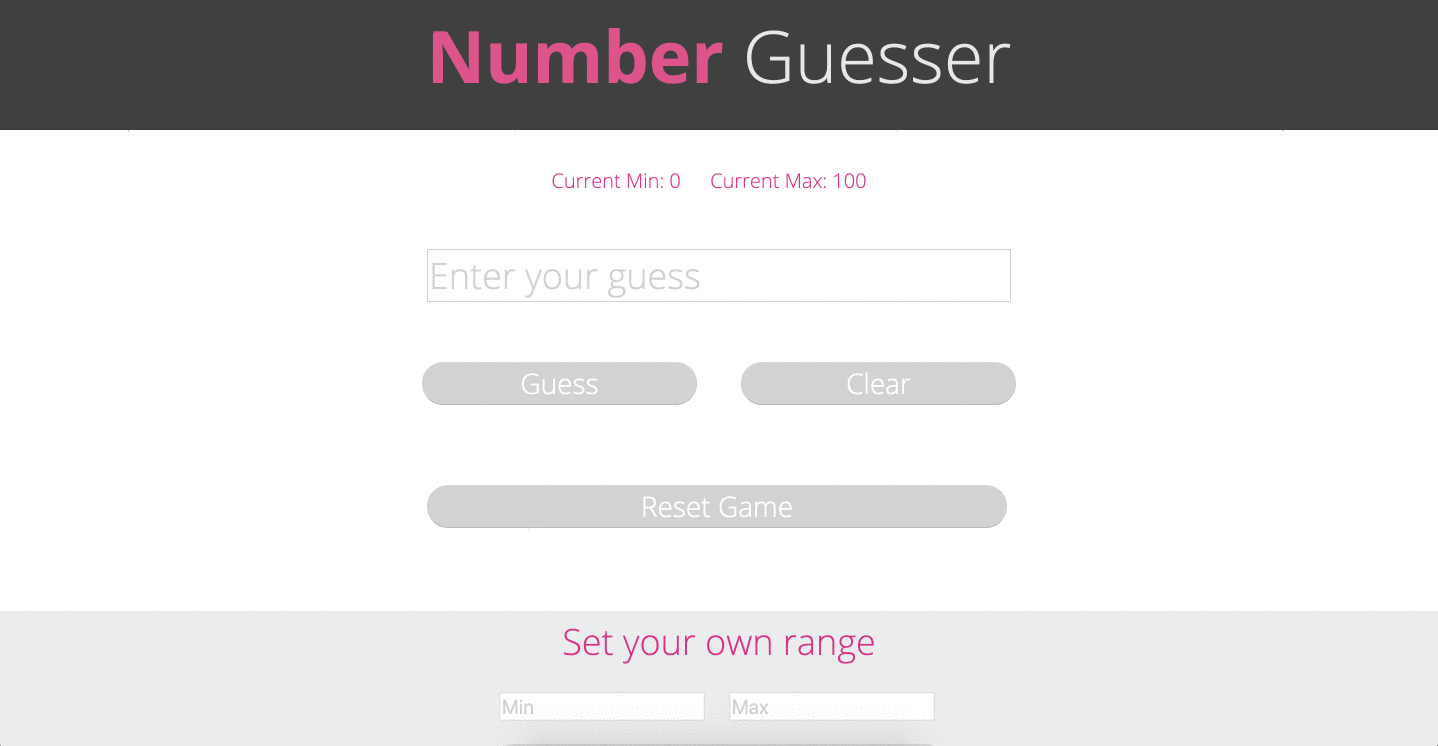 Number Guesser
Current Min: 0 Current Max: 100
Enter your guess
Guess Clear
Reset Game
Set your own range
Min Max